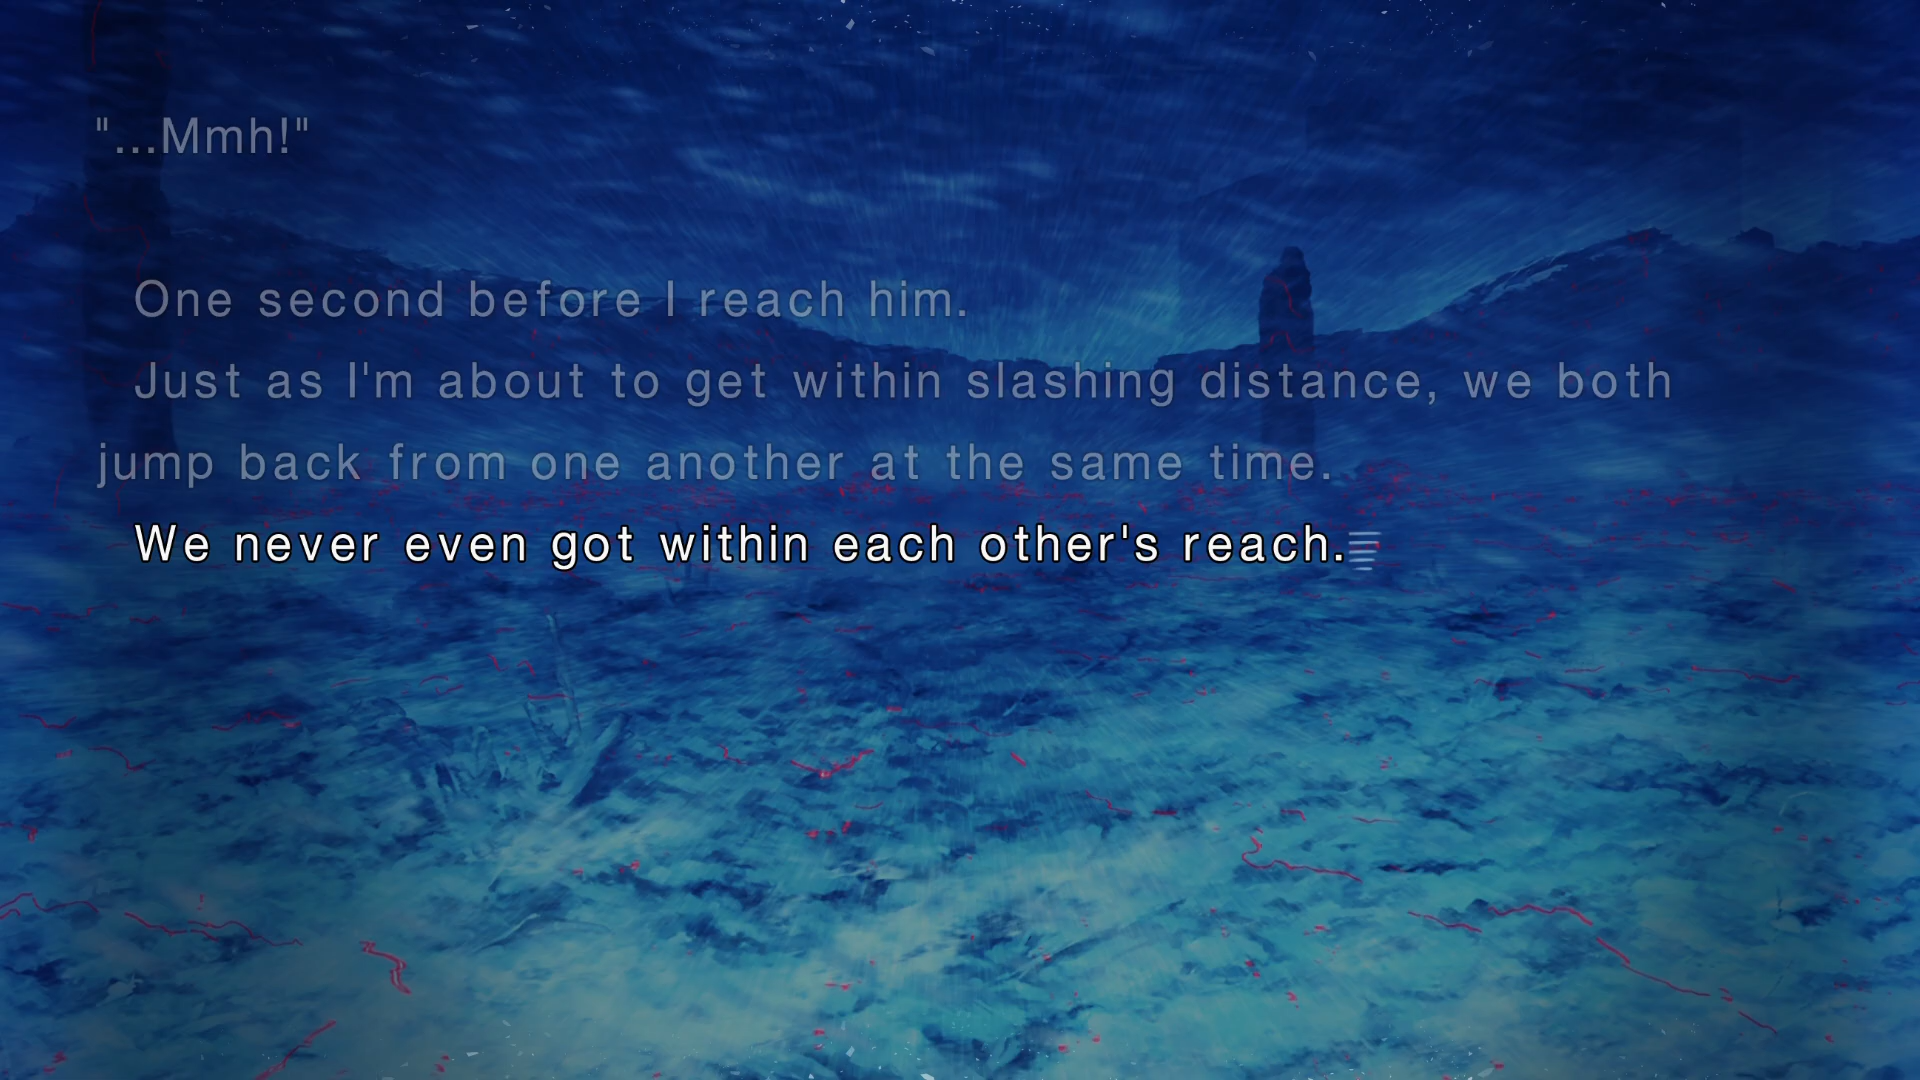 "...Mmh!"
One second before I reach him.
Just as I'm about to get within slashing distance, we both
jump back from one another at the same time.
We never even got within each other's reach.